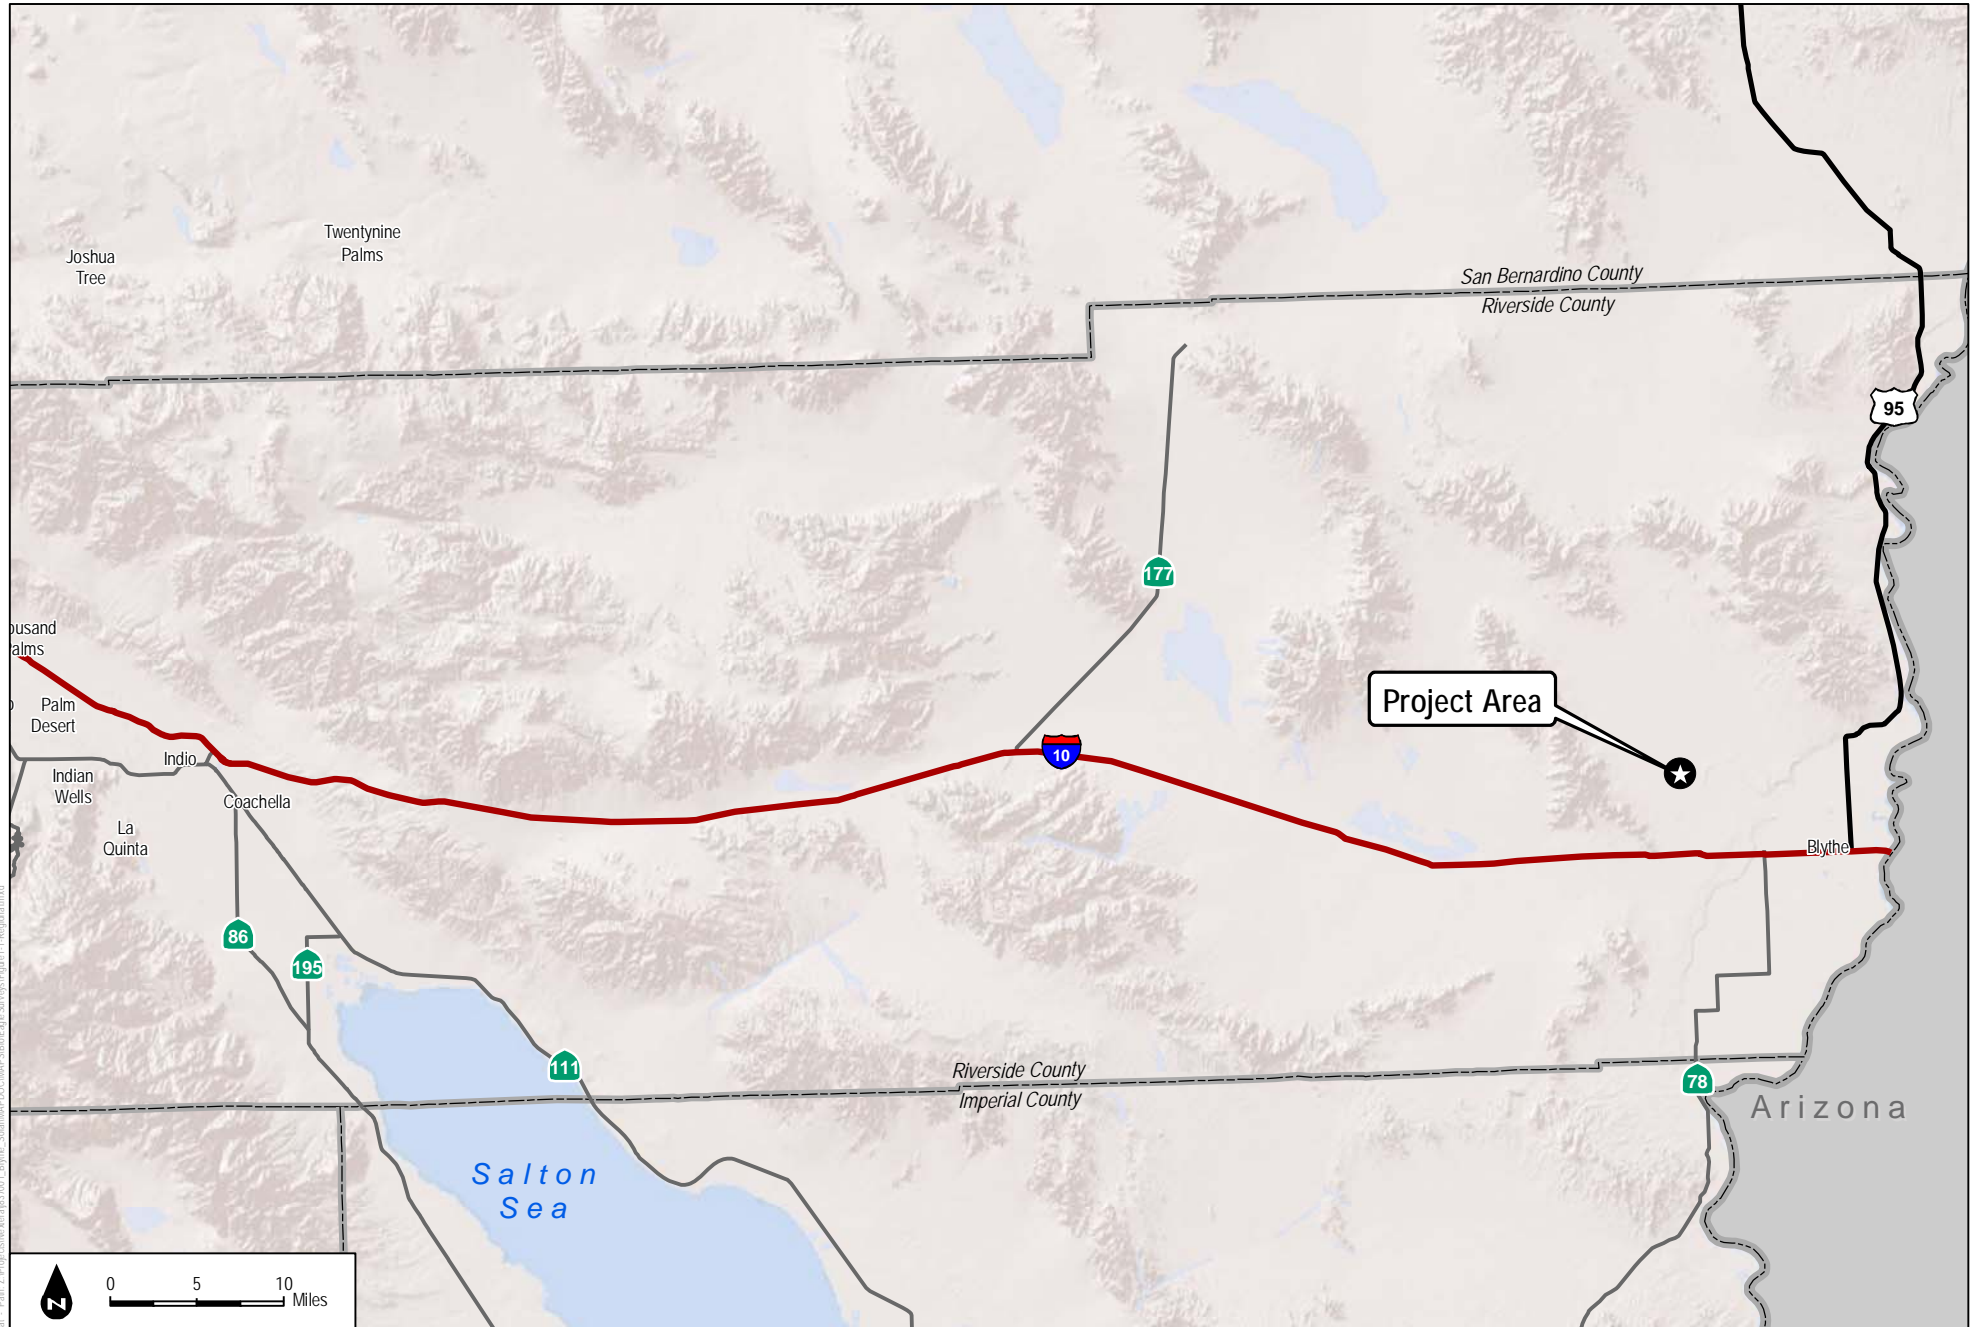 Twentynine
Palms
Joshua
Tree
San Bernardino County
Riverside County
95
177
ousand
alms
Project Area
Palm
Desert
10
Indio
Indian
Wells
Coachella
La
Quinta
Blythe
86
195
111
Riverside County
Imperial County
78
Arizona
Salton
Sea
N
0 5 10
Miles